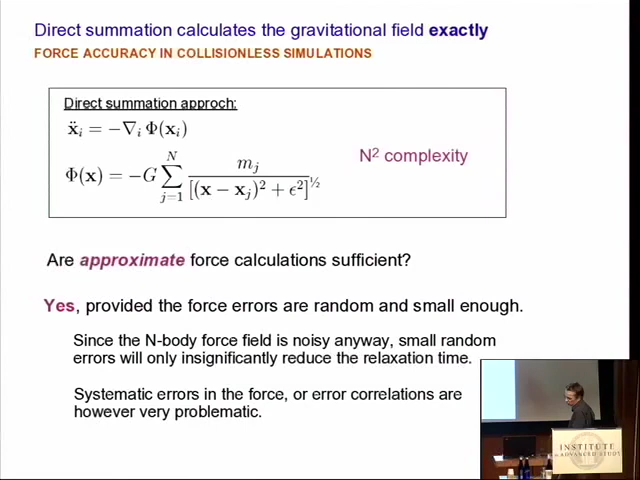 Direct summation calculates the gravitational field exactly
FORCE ACCURACY IN COLLISIONLESS SIMULATIONS
Direct summation approch:
ẍᵢ = −∇ᵢ Φ(xᵢ)
Φ(x) = −G ∑_{j=1}^{N} mⱼ / [(x − xⱼ)² + ϵ²]^½
N² complexity
Are approximate force calculations sufficient?
Yes, provided the force errors are random and small enough.
Since the N-body force field is noisy anyway, small random
errors will only insignificantly reduce the relaxation time.
Systematic errors in the force, or error correlations are
however very problematic.
INSTITUTE
ADVANCED STUDY